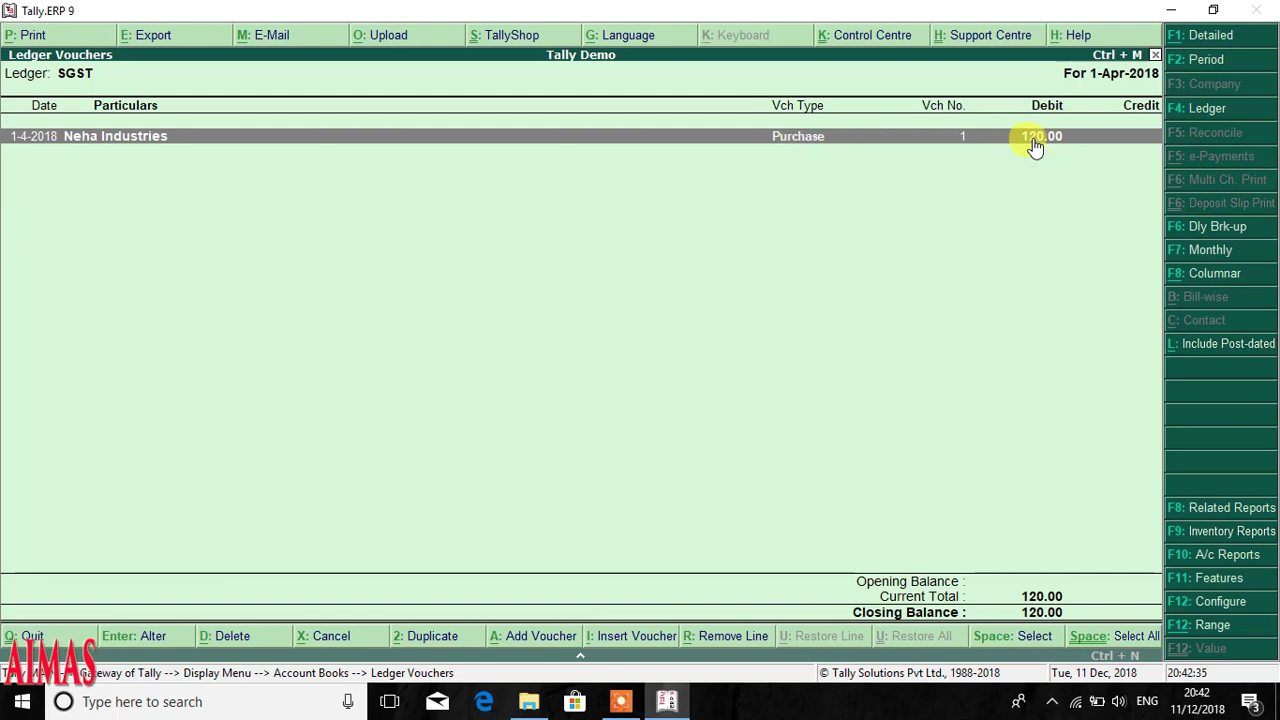 Tally.ERP 9
P: Print E: Export M: E-Mail O: Upload S: TallyShop G: Language K: Keyboard K: Control Centre H: Support Centre H: Help
Ledger Vouchers Tally Demo Ctrl + M
Ledger: SGST For 1-Apr-2018
Date Particulars Vch Type Vch No. Debit Credit
1-4-2018 Neha Industries Purchase 1 120.00
F1: Detailed
F2: Period
F3: Company
F4: Ledger
F5: Reconcile
F5: e-Payments
F6: Multi Ch. Print
F6: Deposit Slip Print
F6: Dly Brk-up
F7: Monthly
F8: Columnar
B: Bill-wise
C: Contact
L: Include Post-dated
F8: Related Reports
F9: Inventory Reports
F10: A/c Reports
F11: Features
F12: Configure
F12: Range
F12: Value
Opening Balance :
Current Total : 120.00
Closing Balance : 120.00
Q: Quit Enter: Alter D: Delete X: Cancel 2: Duplicate A: Add Voucher I: Insert Voucher R: Remove Line U: Restore Line U: Restore All Space: Select Space: Select All
Ctrl + N
AIMAS
Gateway of Tally --> Display Menu --> Account Books --> Ledger Vouchers © Tally Solutions Pvt Ltd., 1988-2018 Tue, 11 Dec, 2018 20:42:35
Type here to search ENG 20:42
11/12/2018 3